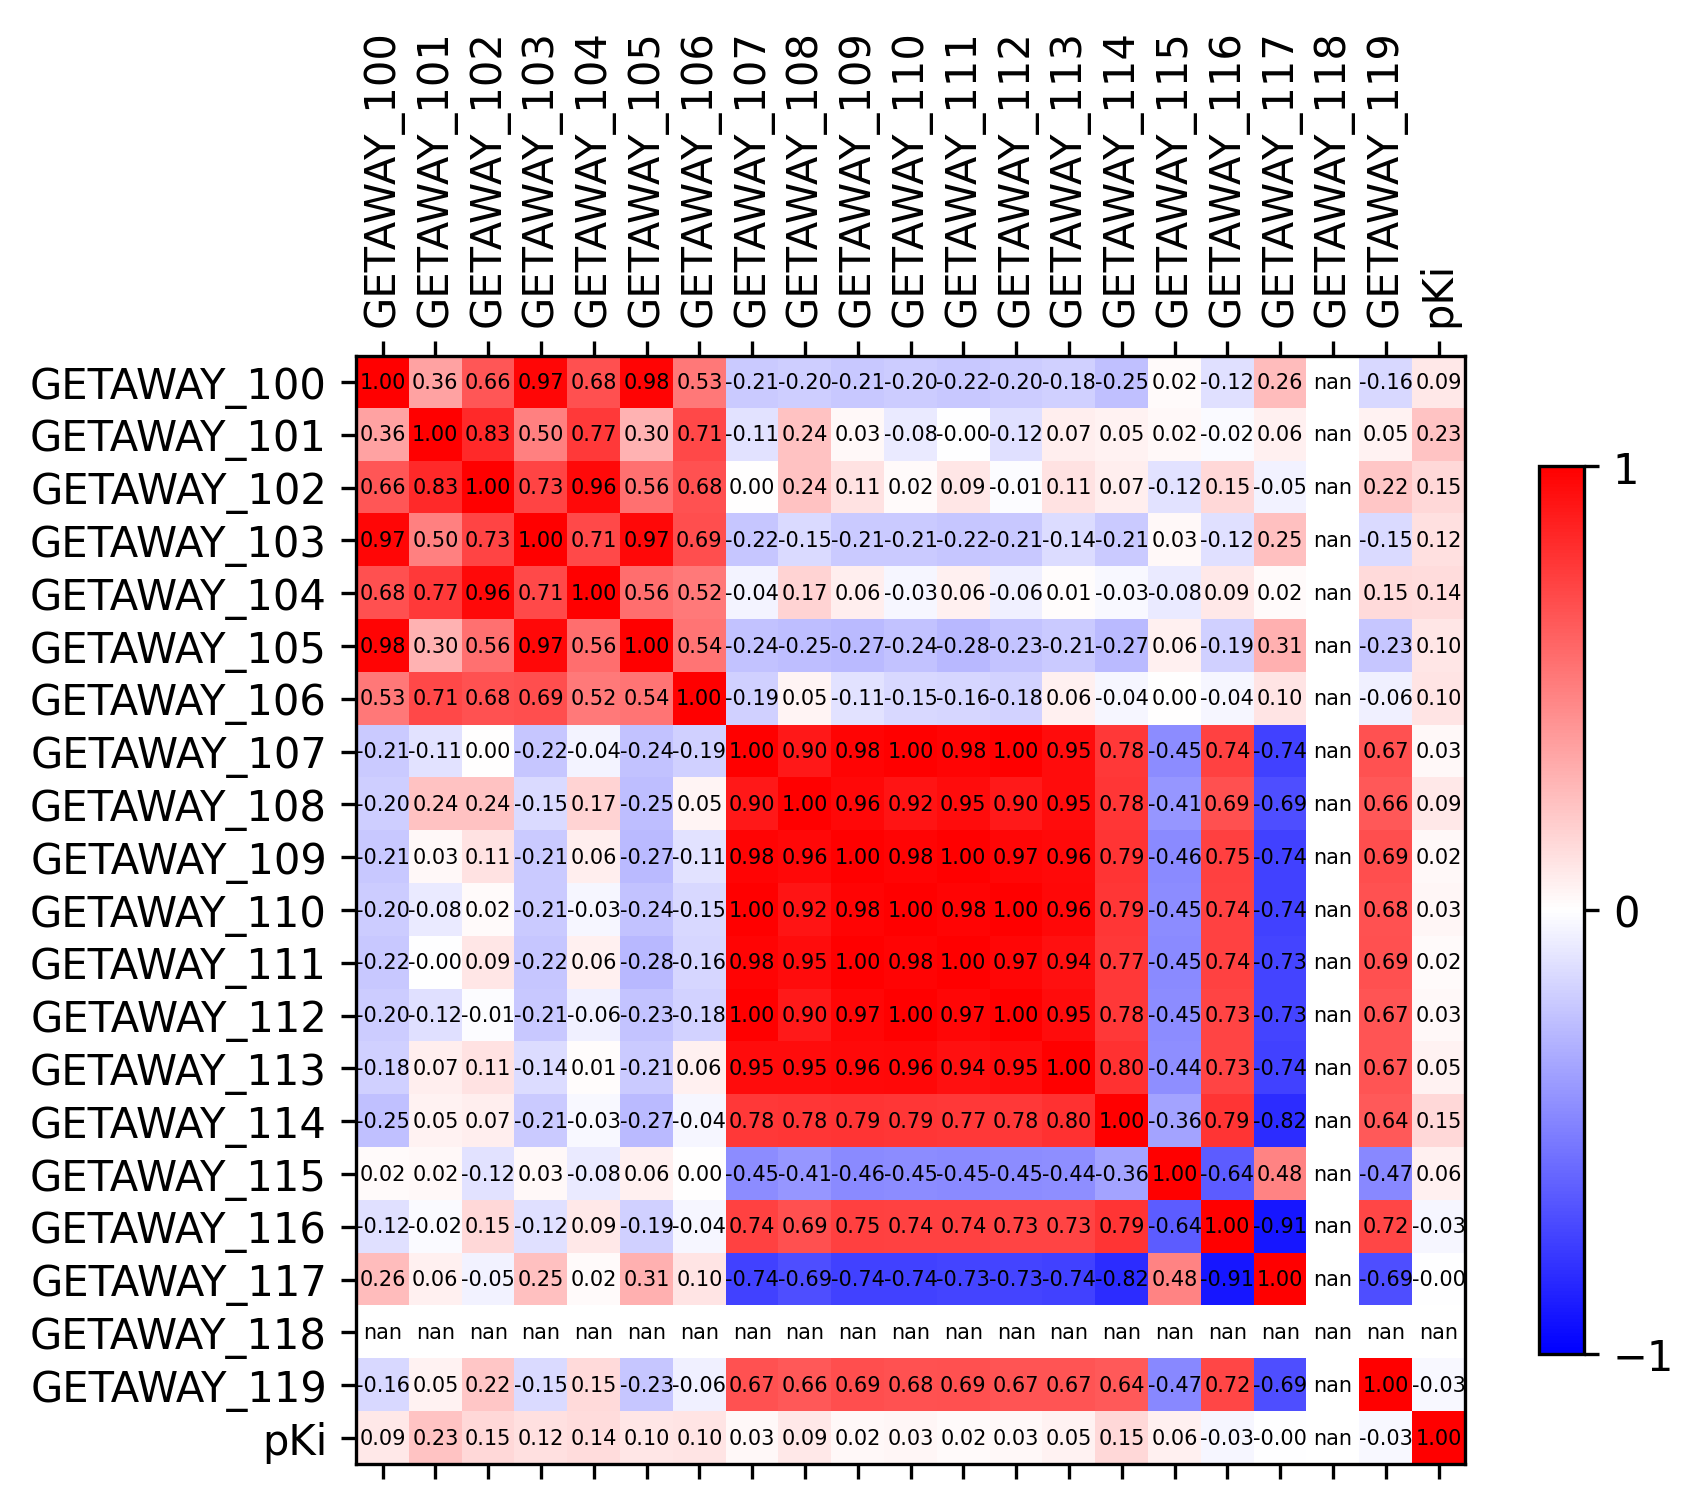 GETAWAY_100 GETAWAY_101 GETAWAY_102 GETAWAY_103 GETAWAY_104 GETAWAY_105 GETAWAY_106 GETAWAY_107 GETAWAY_108 GETAWAY_109 GETAWAY_110 GETAWAY_111 GETAWAY_112 GETAWAY_113 GETAWAY_114 GETAWAY_115 GETAWAY_116 GETAWAY_117 GETAWAY_118 GETAWAY_119 pKi
GETAWAY_100 1.00 0.36 0.66 0.97 0.68 0.98 0.53 -0.21 -0.20 -0.21 -0.20 -0.22 -0.20 -0.18 -0.25 0.02 -0.12 0.26 nan -0.16 0.09
GETAWAY_101 0.36 1.00 0.83 0.50 0.77 0.30 0.71 -0.11 0.24 0.03 -0.08 -0.00 -0.12 0.07 0.05 0.02 -0.02 0.06 nan 0.05 0.23
GETAWAY_102 0.66 0.83 1.00 0.73 0.96 0.56 0.68 0.00 0.24 0.11 0.02 0.09 -0.01 0.11 0.07 -0.12 0.15 -0.05 nan 0.22 0.15
GETAWAY_103 0.97 0.50 0.73 1.00 0.71 0.97 0.69 -0.22 -0.15 -0.21 -0.21 -0.22 -0.21 -0.14 -0.21 0.03 -0.12 0.25 nan -0.15 0.12
GETAWAY_104 0.68 0.77 0.96 0.71 1.00 0.56 0.52 -0.04 0.17 0.06 -0.03 0.06 -0.06 0.01 -0.03 -0.08 0.09 0.02 nan 0.15 0.14
GETAWAY_105 0.98 0.30 0.56 0.97 0.56 1.00 0.54 -0.24 -0.25 -0.27 -0.24 -0.28 -0.23 -0.21 -0.27 0.06 -0.19 0.31 nan -0.23 0.10
GETAWAY_106 0.53 0.71 0.68 0.69 0.52 0.54 1.00 -0.19 0.05 -0.11 -0.15 -0.16 -0.18 0.06 -0.04 0.00 -0.04 0.10 nan -0.06 0.10
GETAWAY_107 -0.21 -0.11 0.00 -0.22 -0.04 -0.24 -0.19 1.00 0.90 0.98 1.00 0.98 1.00 0.95 0.78 -0.45 0.74 -0.74 nan 0.67 0.03
GETAWAY_108 -0.20 0.24 0.24 -0.15 0.17 -0.25 0.05 0.90 1.00 0.96 0.92 0.95 0.90 0.95 0.78 -0.41 0.69 -0.69 nan 0.66 0.09
GETAWAY_109 -0.21 0.03 0.11 -0.21 0.06 -0.27 -0.11 0.98 0.96 1.00 0.98 1.00 0.97 0.96 0.79 -0.46 0.75 -0.74 nan 0.69 0.02
GETAWAY_110 -0.20 -0.08 0.02 -0.21 -0.03 -0.24 -0.15 1.00 0.92 0.98 1.00 0.98 1.00 0.96 0.79 -0.45 0.74 -0.74 nan 0.68 0.03
GETAWAY_111 -0.22 -0.00 0.09 -0.22 0.06 -0.28 -0.16 0.98 0.95 1.00 0.98 1.00 0.97 0.94 0.77 -0.45 0.74 -0.73 nan 0.69 0.02
GETAWAY_112 -0.20 -0.12 -0.01 -0.21 -0.06 -0.23 -0.18 1.00 0.90 0.97 1.00 0.97 1.00 0.95 0.78 -0.45 0.73 -0.73 nan 0.67 0.03
GETAWAY_113 -0.18 0.07 0.11 -0.14 0.01 -0.21 0.06 0.95 0.95 0.96 0.96 0.94 0.95 1.00 0.80 -0.44 0.73 -0.74 nan 0.67 0.05
GETAWAY_114 -0.25 0.05 0.07 -0.21 -0.03 -0.27 -0.04 0.78 0.78 0.79 0.79 0.77 0.78 0.80 1.00 -0.36 0.79 -0.82 nan 0.64 0.15
GETAWAY_115 0.02 0.02 -0.12 0.03 -0.08 0.06 0.00 -0.45 -0.41 -0.46 -0.45 -0.45 -0.45 -0.44 -0.36 1.00 -0.64 0.48 nan -0.47 0.06
GETAWAY_116 -0.12 -0.02 0.15 -0.12 0.09 -0.19 -0.04 0.74 0.69 0.75 0.74 0.74 0.73 0.73 0.79 -0.64 1.00 -0.91 nan 0.72 -0.03
GETAWAY_117 0.26 0.06 -0.05 0.25 0.02 0.31 0.10 -0.74 -0.69 -0.74 -0.74 -0.73 -0.73 -0.74 -0.82 0.48 -0.91 1.00 nan -0.69 -0.00
GETAWAY_118 nan nan nan nan nan nan nan nan nan nan nan nan nan nan nan nan nan nan nan nan nan
GETAWAY_119 -0.16 0.05 0.22 -0.15 0.15 -0.23 -0.06 0.67 0.66 0.69 0.68 0.69 0.67 0.67 0.64 -0.47 0.72 -0.69 nan 1.00 -0.03
pKi 0.09 0.23 0.15 0.12 0.14 0.10 0.10 0.03 0.09 0.02 0.03 0.02 0.03 0.05 0.15 0.06 -0.03 -0.00 nan -0.03 1.00
1
0
−1